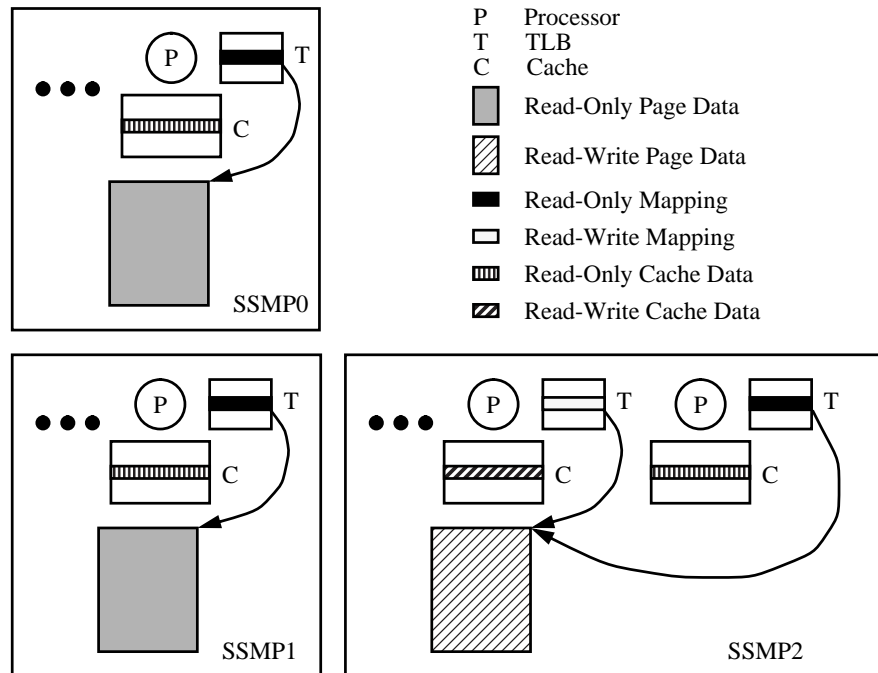 P T
C
SSMP0
P Processor
T TLB
C Cache
Read-Only Page Data
Read-Write Page Data
Read-Only Mapping
Read-Write Mapping
Read-Only Cache Data
Read-Write Cache Data
P T
C
SSMP1
P T P T
C C
SSMP2